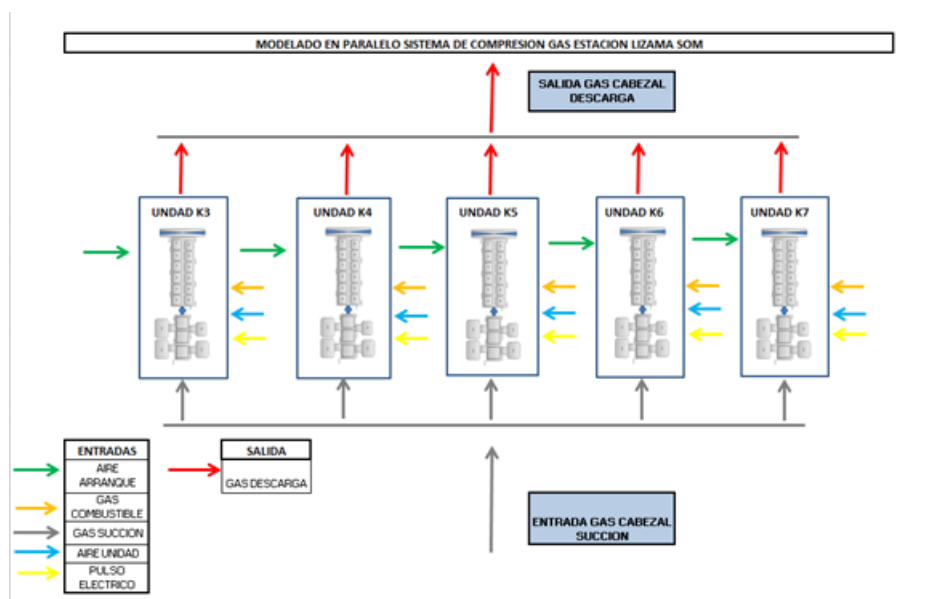 MODELADO EN PARALELO SISTEMA DE COMPRESION GAS ESTACION LIZAMA SOM
SALIDA GAS CABEZAL
DESCARGA
UNDAD K3
UNDAD K4
UNDAD K5
UNDAD K6
UNDAD K7
ENTRADAS
AIRE
ARRANQUE
GAS
COMBUSTIBLE
GAS SUCCION
AIRE UNIDAD
PULSO
ELECTRICO
SALIDA
GAS DESCARGA
ENTRADA GAS CABEZAL
SUCCION